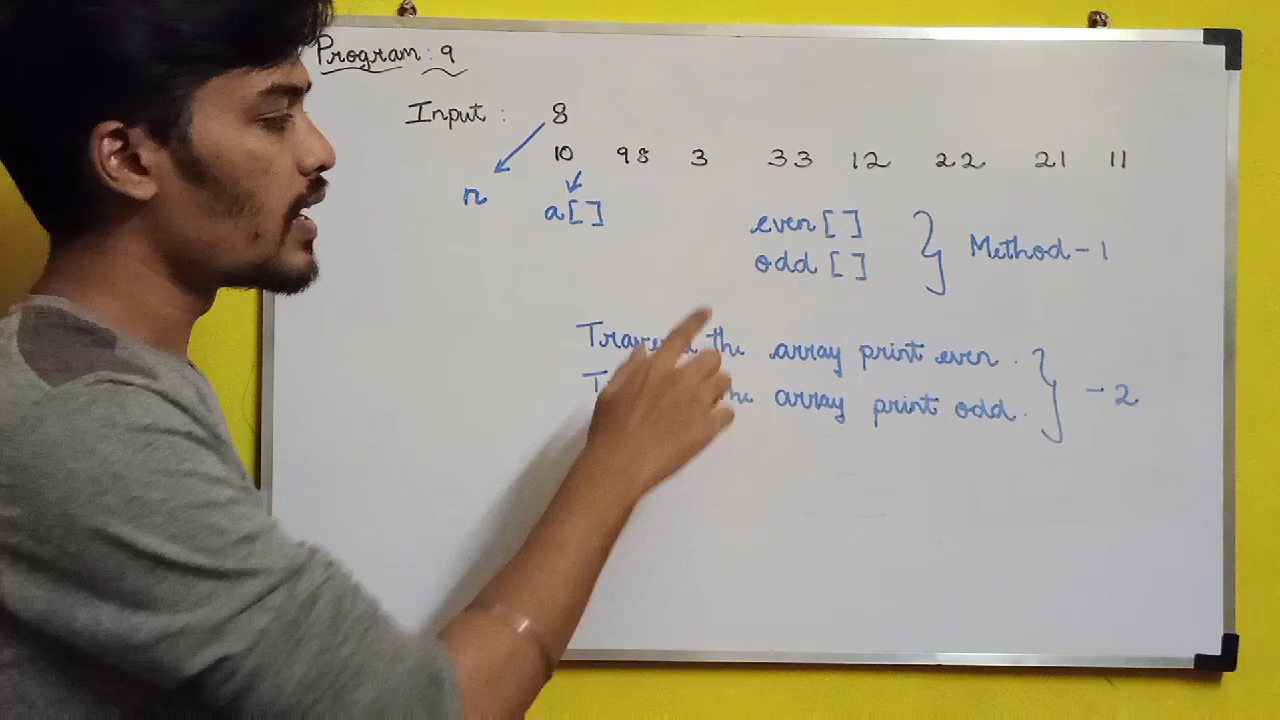 Program : 9
Input : 8
10 98 3 33 12 22 21 11
n a[ ]
even [ ]
odd [ ] } Method - 1
the array print even .
the array print odd . } - 2